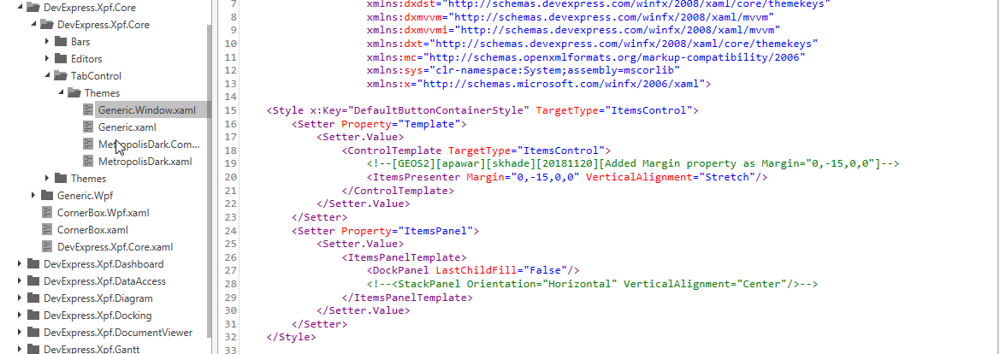 DevExpress.Xpf.Core
DevExpress.Xpf.Core
Bars
Editors
TabControl
Themes
Generic.Window.xaml
Generic.xaml
MetropolisDark.Com...
MetropolisDark.xaml
Themes
Generic.Wpf
CornerBox.Wpf.xaml
CornerBox.xaml
DevExpress.Xpf.Core.xaml
DevExpress.Xpf.Dashboard
DevExpress.Xpf.DataAccess
DevExpress.Xpf.Diagram
DevExpress.Xpf.Docking
DevExpress.Xpf.DocumentViewer
DevExpress.Xpf.Gantt
7 xmlns:dxdst="http://schemas.devexpress.com/winfx/2008/xaml/core/themekeys"
8 xmlns:dxmvvm="http://schemas.devexpress.com/winfx/2008/xaml/mvvm"
9 xmlns:dxmvvmi="http://schemas.devexpress.com/winfx/2008/xaml/mvvm"
10 xmlns:dxt="http://schemas.devexpress.com/winfx/2008/xaml/core/themekeys"
11 xmlns:mc="http://schemas.openxmlformats.org/markup-compatibility/2006"
12 xmlns:sys="clr-namespace:System;assembly=mscorlib"
13 xmlns:x="http://schemas.microsoft.com/winfx/2006/xaml">
14
15 <Style x:Key="DefaultButtonContainerStyle" TargetType="ItemsControl">
16 <Setter Property="Template">
17 <Setter.Value>
18 <ControlTemplate TargetType="ItemsControl">
19 <!--[GEOS2][apawar][skhade][20181120][Added Margin property as Margin="0,-15,0,0"]-->
20 <ItemsPresenter Margin="0,-15,0,0" VerticalAlignment="Stretch"/>
21 </ControlTemplate>
22 </Setter.Value>
23 </Setter>
24 <Setter Property="ItemsPanel">
25 <Setter.Value>
26 <ItemsPanelTemplate>
27 <DockPanel LastChildFill="False"/>
28 <!--<StackPanel Orientation="Horizontal" VerticalAlignment="Center"/>-->
29 </ItemsPanelTemplate>
30 </Setter.Value>
31 </Setter>
32 </Style>
33